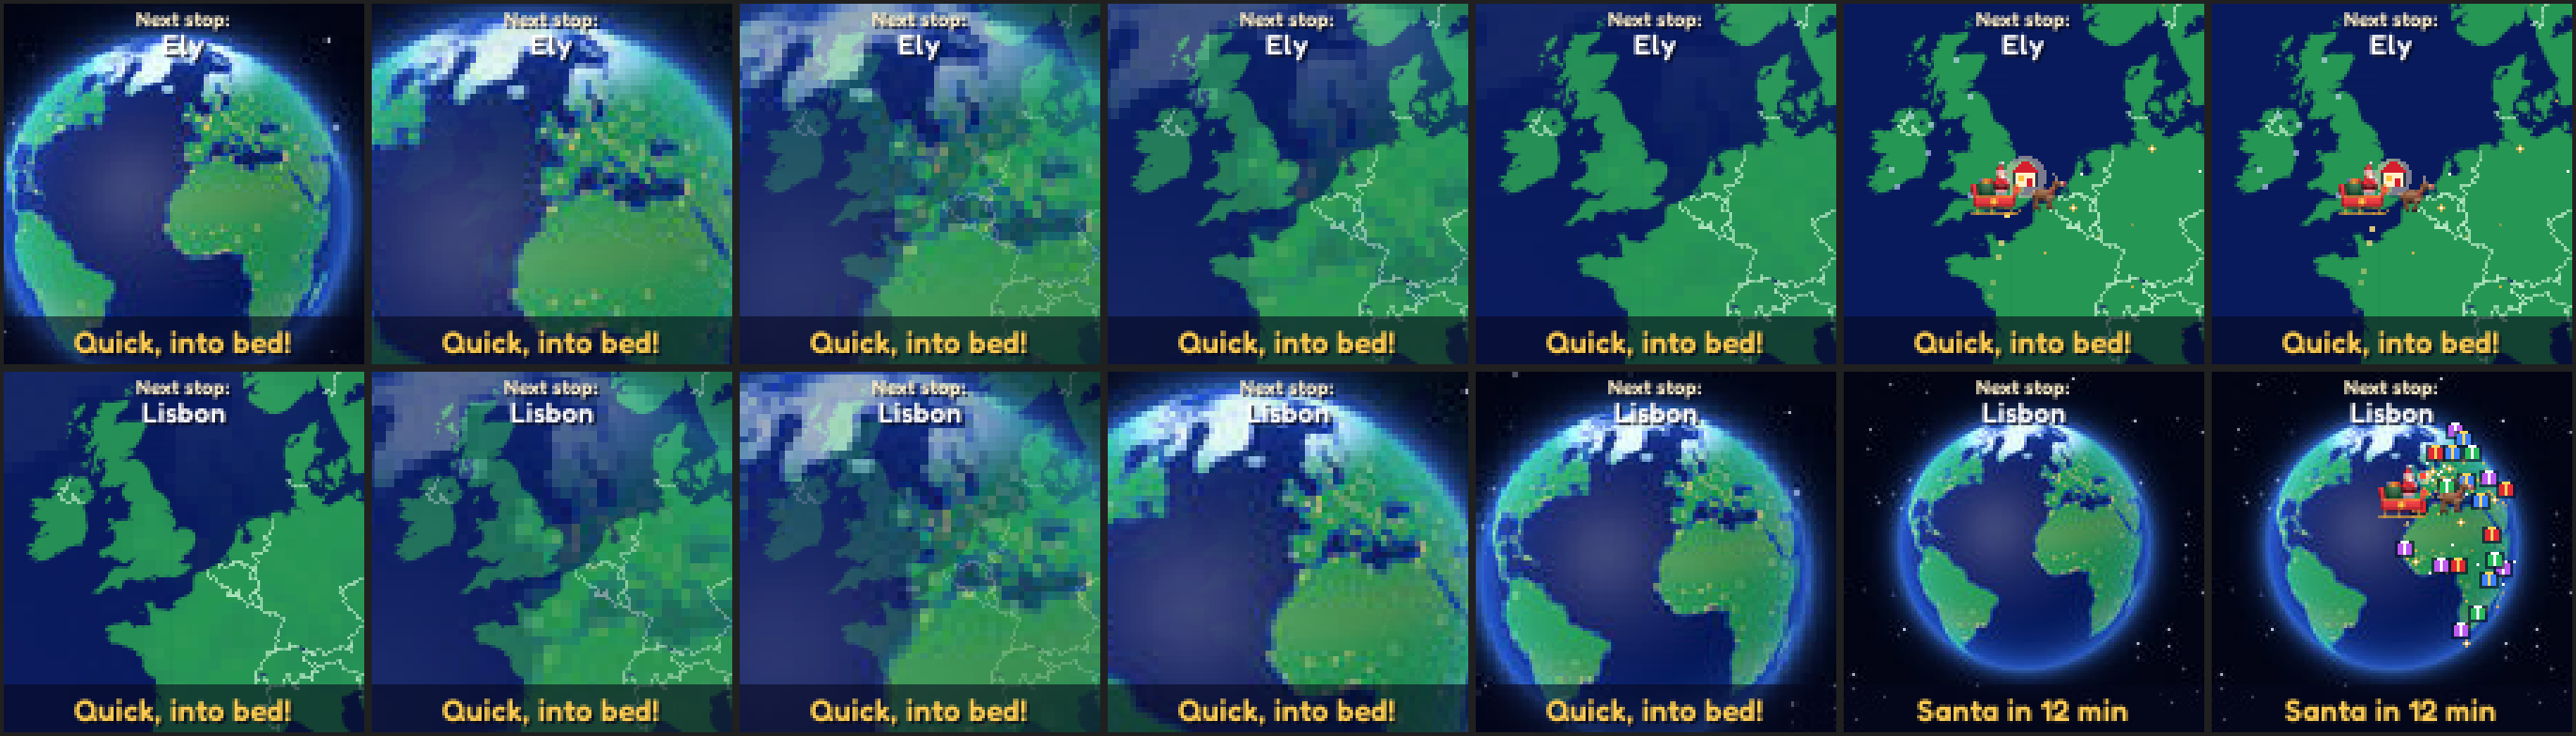 Next stop:
Ely
Quick, into bed!
Next stop:
Ely
Quick, into bed!
Next stop:
Ely
Quick, into bed!
Next stop:
Ely
Quick, into bed!
Next stop:
Ely
Quick, into bed!
Next stop:
Ely
Quick, into bed!
Next stop:
Ely
Quick, into bed!
Next stop:
Lisbon
Quick, into bed!
Next stop:
Lisbon
Quick, into bed!
Next stop:
Lisbon
Quick, into bed!
Next stop:
Lisbon
Quick, into bed!
Next stop:
Lisbon
Quick, into bed!
Next stop:
Lisbon
Santa in 12 min
Next stop:
Lisbon
Santa in 12 min